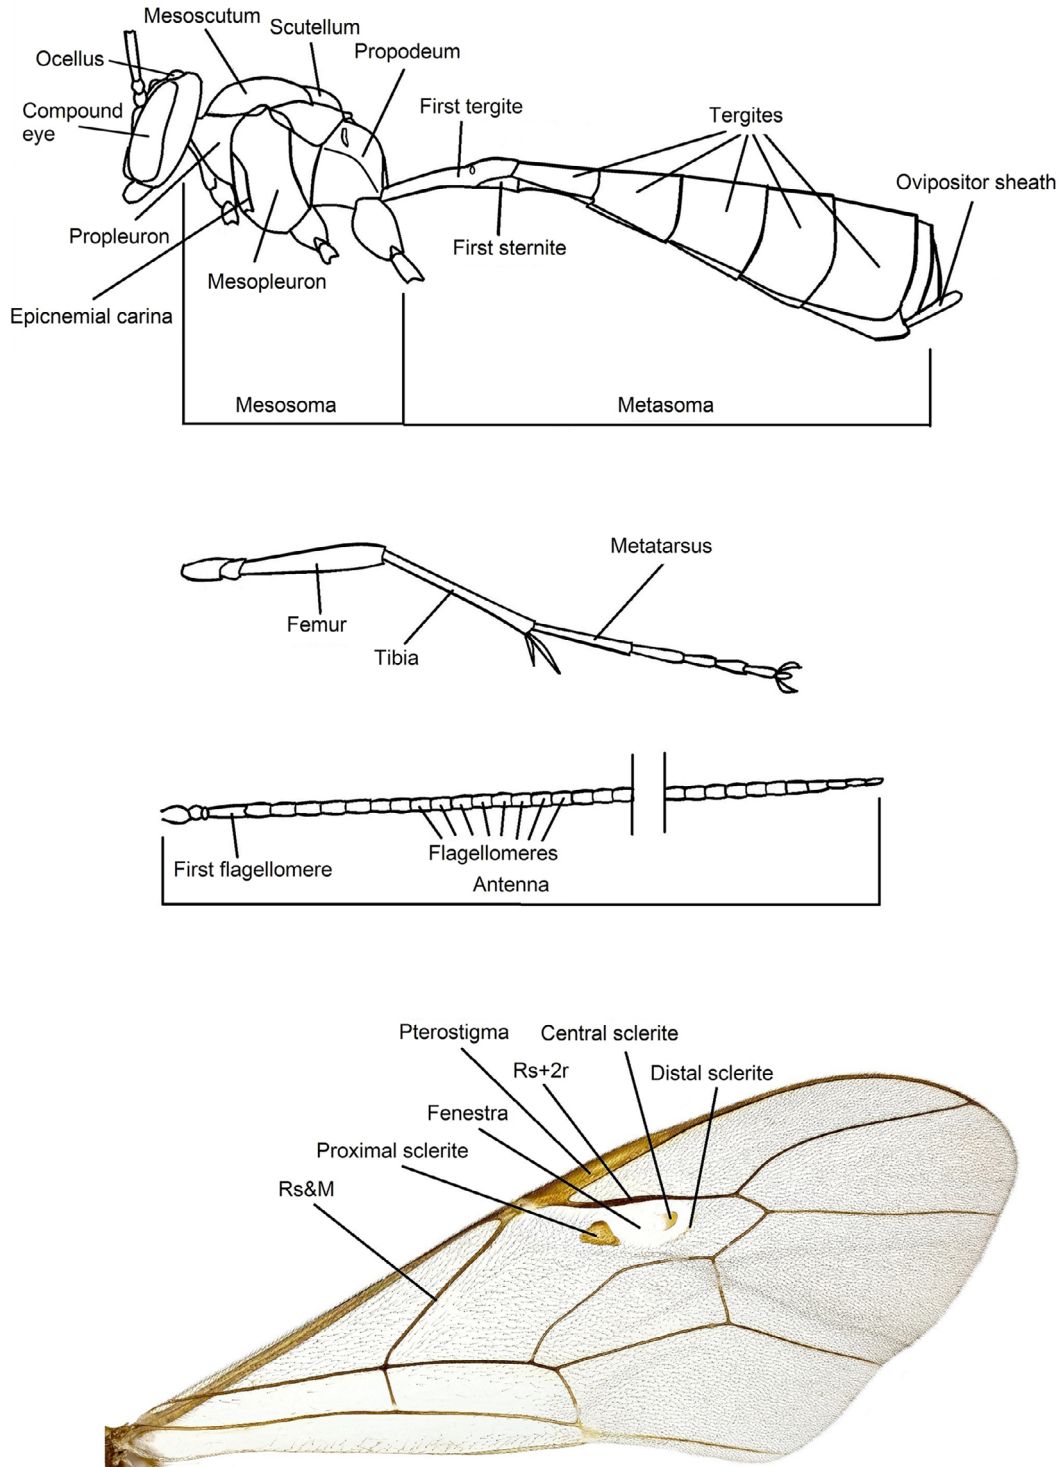 Mesoscutum
Scutellum
Propodeum
Ocellus
Compound
eye
First tergite
Tergites
Ovipositor sheath
Propleuron
First sternite
Mesopleuron
Epicnemial carina
Mesosoma
Metasoma
Metatarsus
Femur
Tibia
Flagellomeres
First flagellomere
Antenna
Pterostigma
Central sclerite
Rs+2r
Distal sclerite
Fenestra
Proximal sclerite
Rs&M